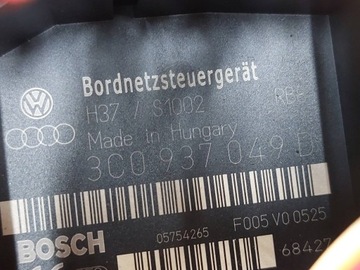 Bordnetzsteuergerät
H37 / S1002
Made in Hungary
3C0 937 049 D
BOSCH
05754265
F005 V0 0525
68427